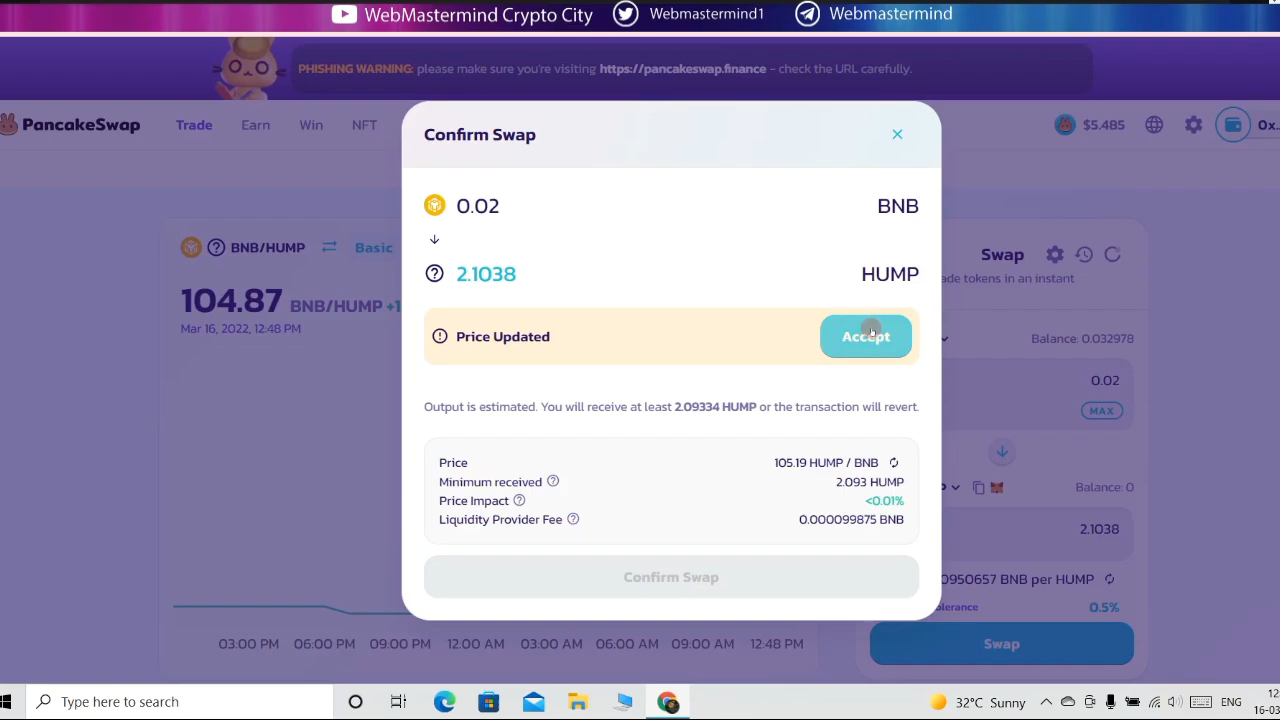 WebMastermind Crypto City
Webmastermind1
Webmastermind
PHISHING WARNING: please make sure you're visiting https://pancakeswap.finance - check the URL carefully.
PancakeSwap
Trade
Earn
Win
NFT
$5.485
0x..
Confirm Swap
0.02
BNB
2.1038
HUMP
Price Updated
Accept
Output is estimated. You will receive at least 2.09334 HUMP or the transaction will revert.
Price
105.19 HUMP / BNB
Minimum received
2.093 HUMP
Price Impact
<0.01%
Liquidity Provider Fee
0.000099875 BNB
Confirm Swap
BNB/HUMP
Basic
104.87 BNB/HUMP +1
Mar 16, 2022, 12:48 PM
03:00 PM 06:00 PM 09:00 PM 12:00 AM 03:00 AM 06:00 AM 09:00 AM 12:48 PM
Swap
ade tokens in an instant
Balance: 0.032978
0.02
MAX
Balance: 0
2.1038
0950657 BNB per HUMP
olerance
0.5%
Swap
Type here to search
32°C Sunny
ENG
12
16-03